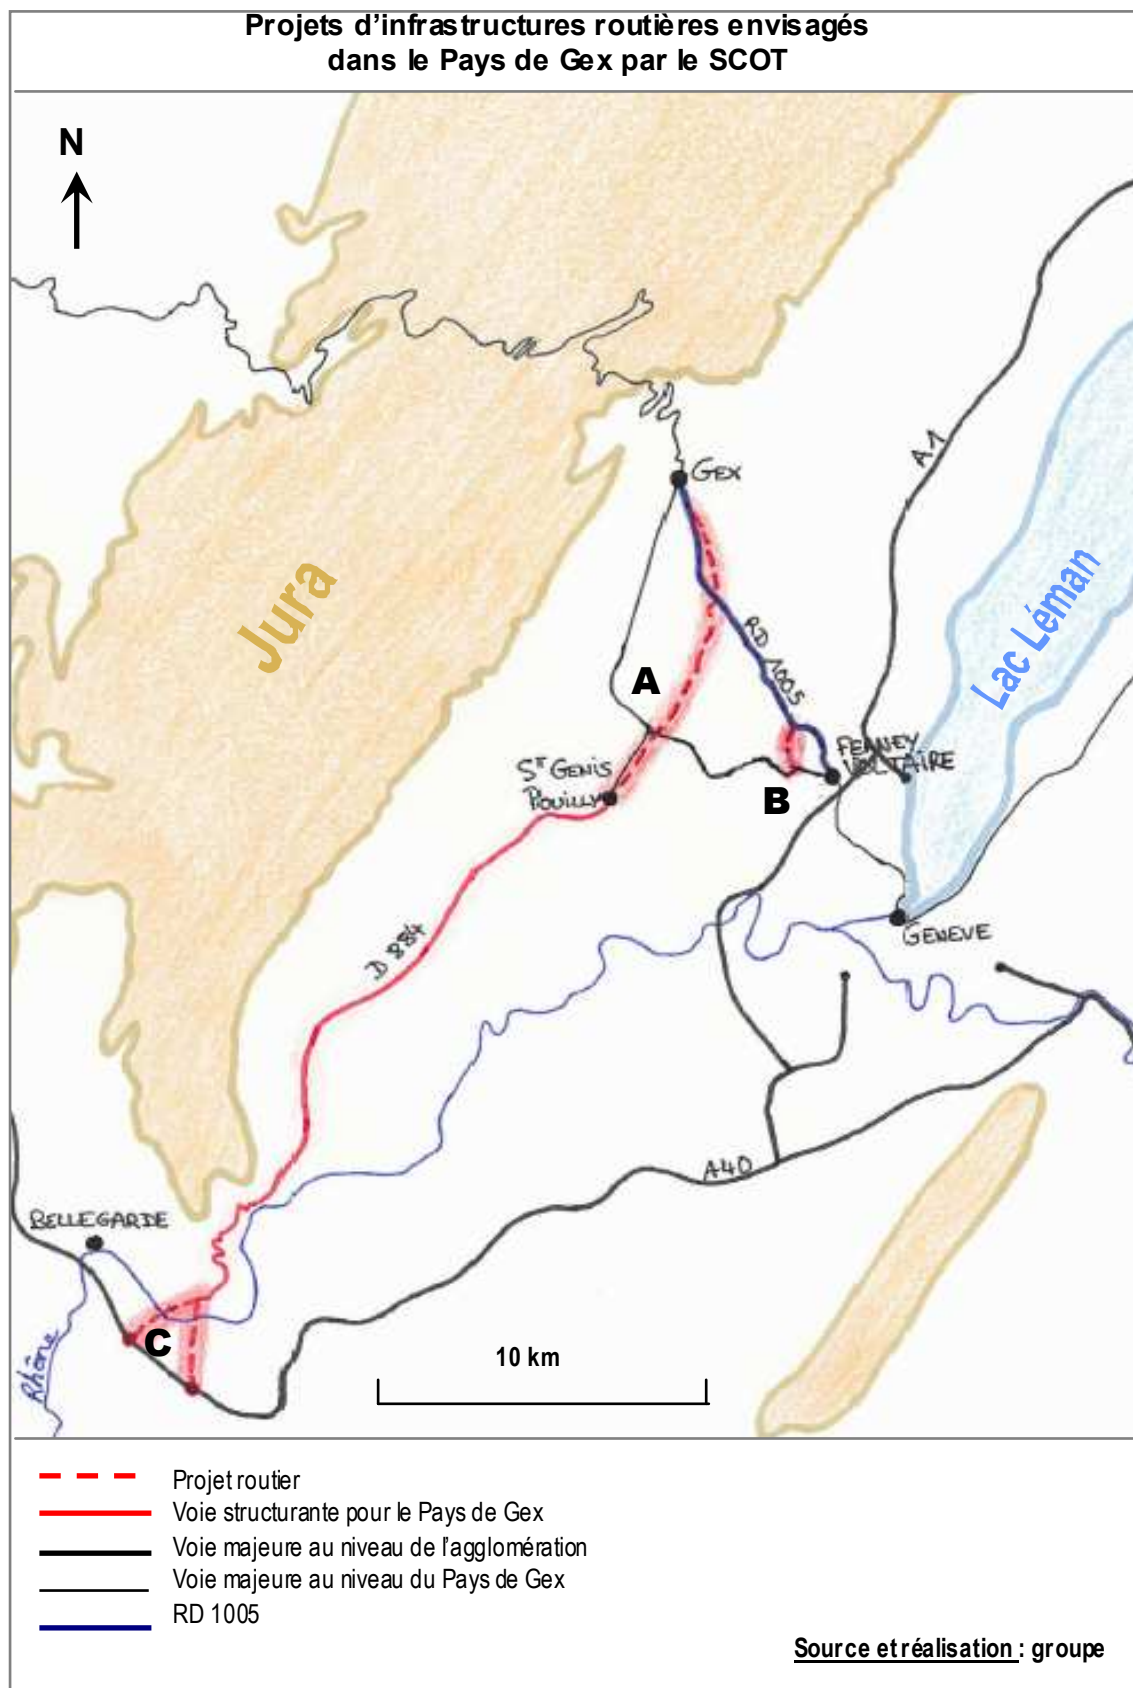 Projets d'infrastructures routières envisagés
dans le Pays de Gex par le SCOT
N
A1
GEX
Jura
Lac Léman
RD 1005
A
FERNEY
VOLTAIRE
ST GENIS
POUILLY
B
D 884
GENEVE
A40
BELLEGARDE
C
Rhône
10 km
Projet routier
Voie structurante pour le Pays de Gex
Voie majeure au niveau de l'agglomération
Voie majeure au niveau du Pays de Gex
RD 1005
Source et réalisation : groupe